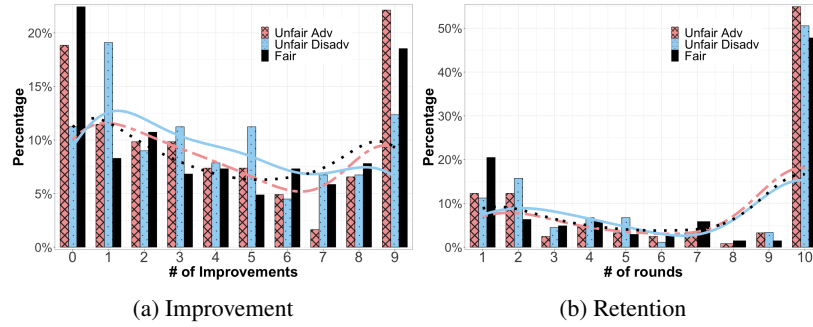 Unfair Adv
Unfair Disadv
Fair
20%
15%
10%
5%
0%
Percentage
0 1 2 3 4 5 6 7 8 9
# of Improvements
(a) Improvement
Unfair Adv
Unfair Disadv
Fair
50%
40%
30%
20%
10%
0%
Percentage
1 2 3 4 5 6 7 8 9 10
# of rounds
(b) Retention